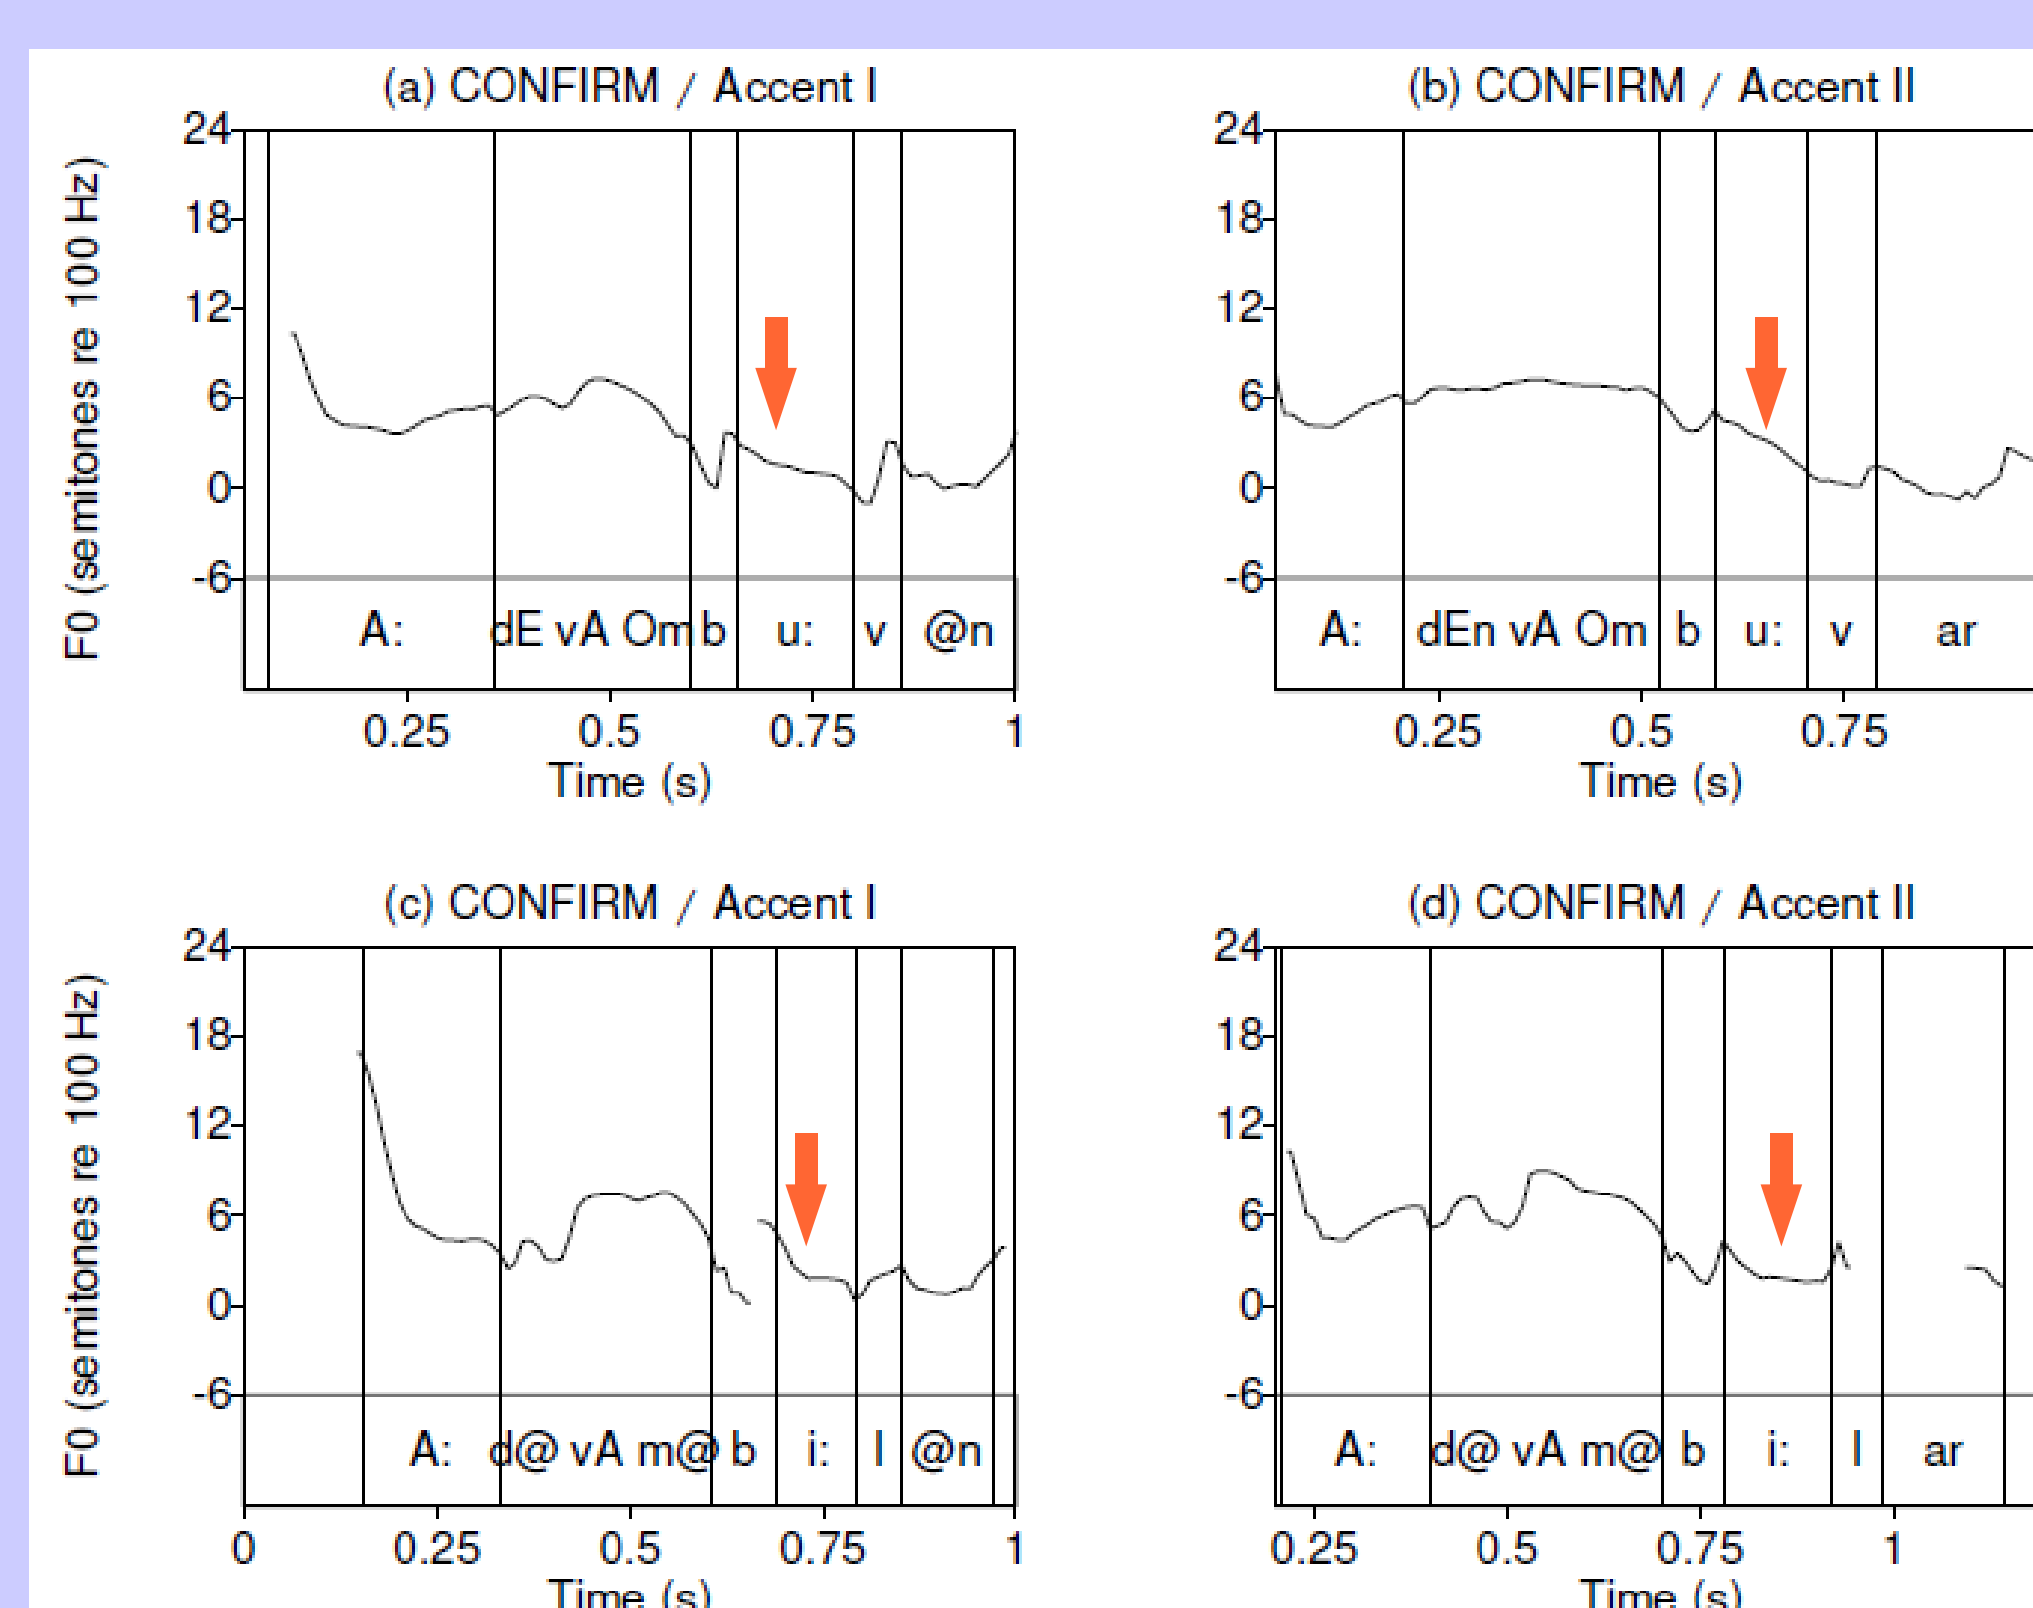 (a) CONFIRM / Accent I
24
18
12
6
0
-6
F0 (semitones re 100 Hz)
A: dE vA Om b u: v @n
0.25 0.5 0.75 1
Time (s)
(b) CONFIRM / Accent II
24
18
12
6
0
-6
A: dEn vA Om b u: v ar
0.25 0.5 0.75
Time (s)
(c) CONFIRM / Accent I
24
18
12
6
0
-6
F0 (semitones re 100 Hz)
A: d@ vA m@ b i: l @n
0 0.25 0.5 0.75 1
Time (s)
(d) CONFIRM / Accent II
24
18
12
6
0
-6
A: d@ vA m@ b i: l ar
0.25 0.5 0.75 1
Time (s)